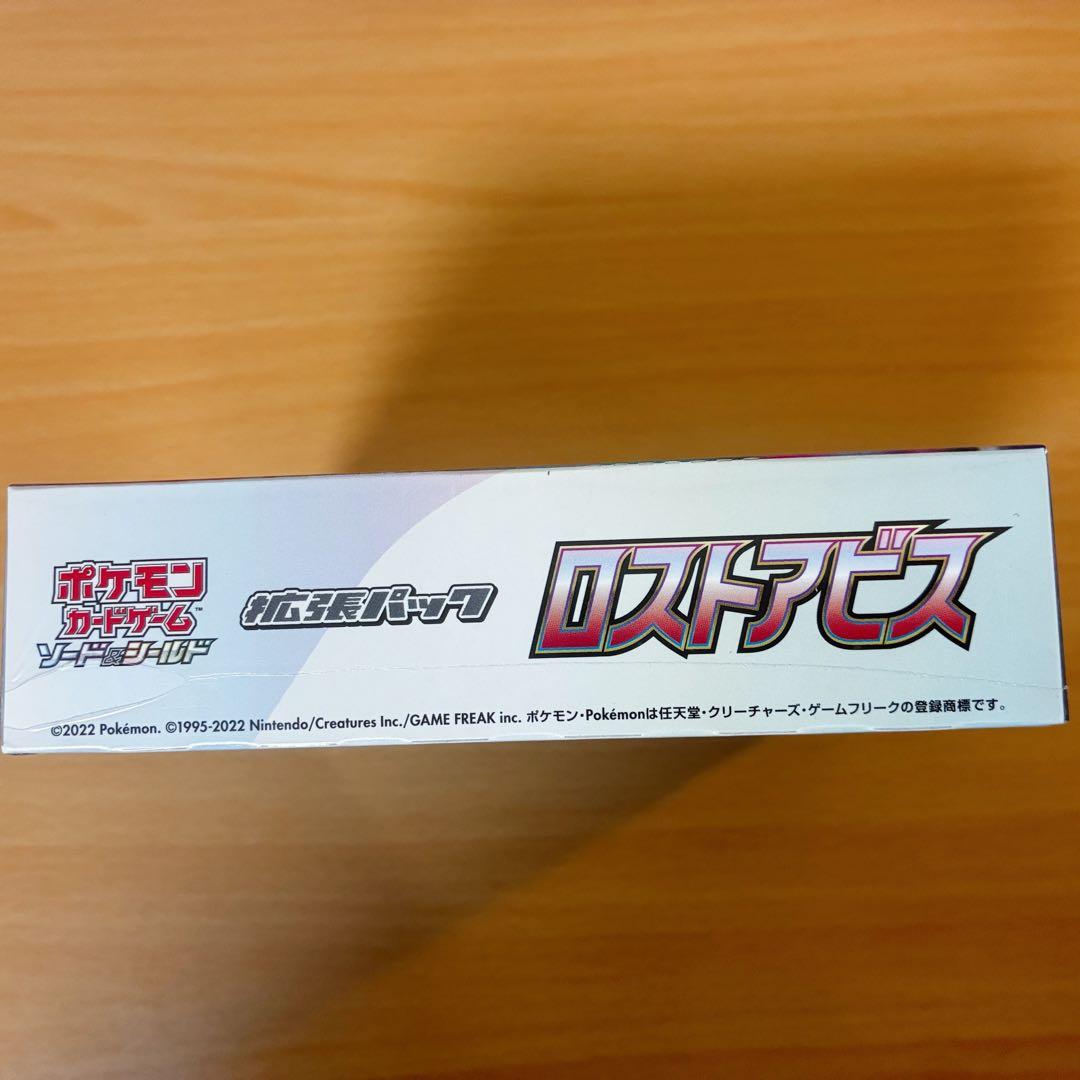 ポケモン
カードゲーム™
ソード&シールド
拡張パック
ロストアビス
©2022 Pokémon. ©1995-2022 Nintendo/Creatures Inc./GAME FREAK inc. ポケモン・Pokémonは任天堂・クリーチャーズ・ゲームフリークの登録商標です。